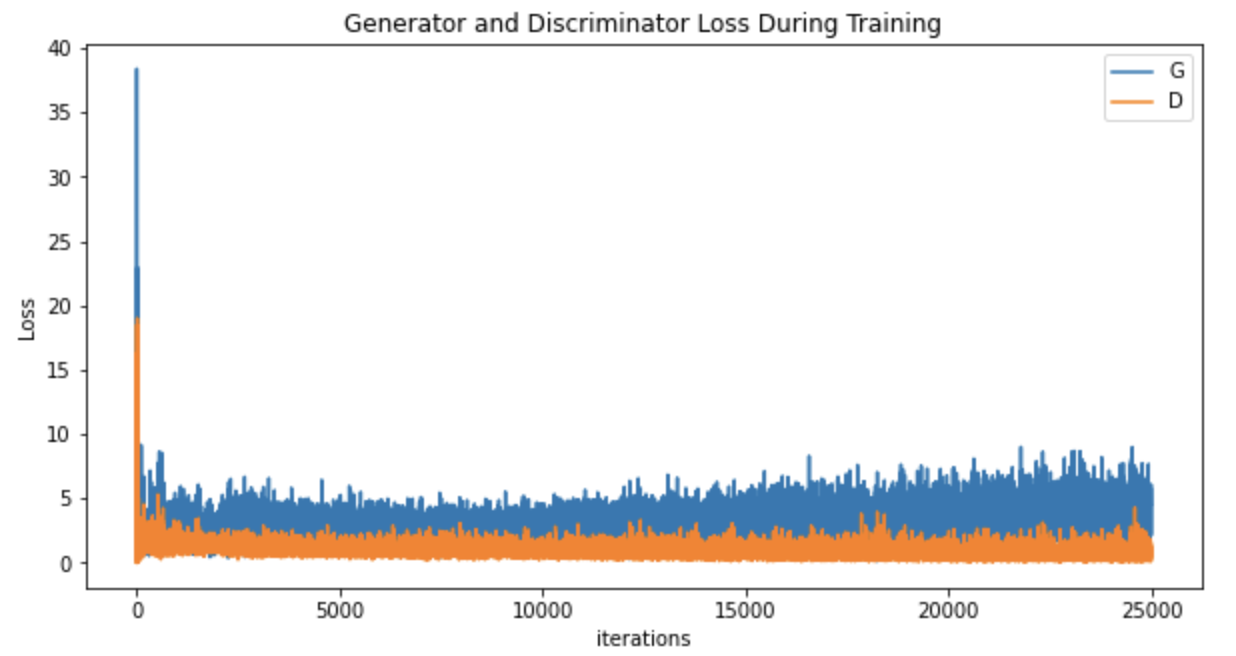 Generator and Discriminator Loss During Training
G
D
40
35
30
25
20
15
10
5
0
Loss
0 5000 10000 15000 20000 25000
iterations